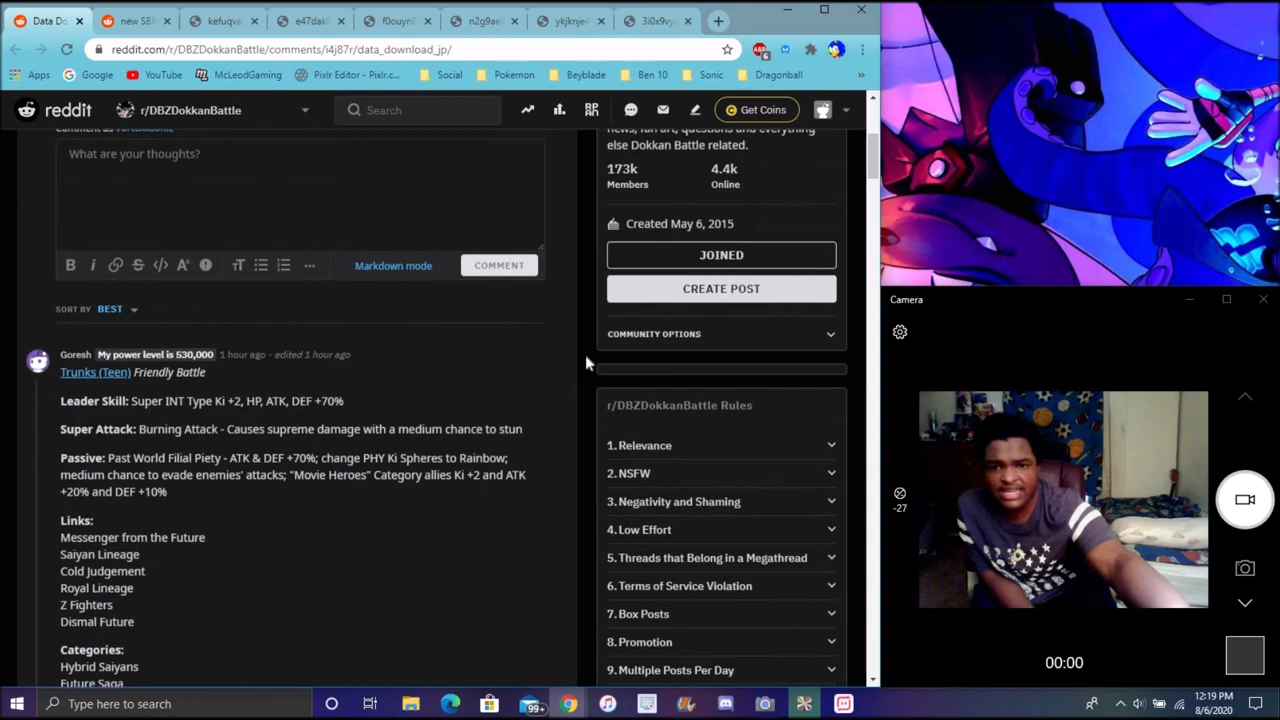 Data Do
new SBR
kefuqva
e47dak
f0ouyn
n2g9ae
ykjknje
3i0x9vy
reddit.com/r/DBZDokkanBattle/comments/i4j87r/data_download_jp/
ABP
6
Apps
Google
YouTube
McLeodGaming
Pixlr Editor - Pixlr.c...
Social
Pokemon
Beyblade
Ben 10
Sonic
Dragonball
»
reddit
r/DBZDokkanBattle
Search
Get Coins
Comment as
What are your thoughts?
Markdown mode
COMMENT
SORT BY BEST
Goresh My power level is 530,000 1 hour ago · edited 1 hour ago
Trunks (Teen) Friendly Battle
Leader Skill: Super INT Type Ki +2, HP, ATK, DEF +70%
Super Attack: Burning Attack - Causes supreme damage with a medium chance to stun
Passive: Past World Filial Piety - ATK & DEF +70%; change PHY Ki Spheres to Rainbow;
medium chance to evade enemies' attacks; "Movie Heroes" Category allies Ki +2 and ATK
+20% and DEF +10%
Links:
Messenger from the Future
Saiyan Lineage
Cold Judgement
Royal Lineage
Z Fighters
Dismal Future
Categories:
Hybrid Saiyans
Future Saga
news, fan art, questions and everything
else Dokkan Battle related.
173k
4.4k
Members
Online
Created May 6, 2015
JOINED
CREATE POST
COMMUNITY OPTIONS
r/DBZDokkanBattle Rules
1. Relevance
2. NSFW
3. Negativity and Shaming
4. Low Effort
5. Threads that Belong in a Megathread
6. Terms of Service Violation
7. Box Posts
8. Promotion
9. Multiple Posts Per Day
Camera
-27
00:00
Type here to search
99+
12:19 PM
8/6/2020